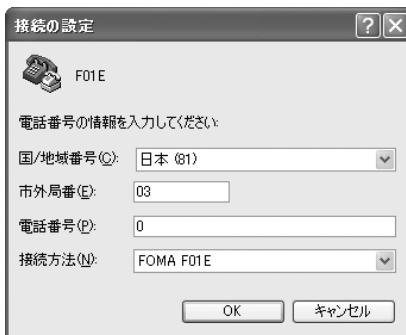 接続の設定
F01E
電話番号の情報を入力してください:
国/地域番号(C): 日本 (81)
市外局番(E): 03
電話番号(P): 0
接続方法(N): FOMA F01E
OK キャンセル